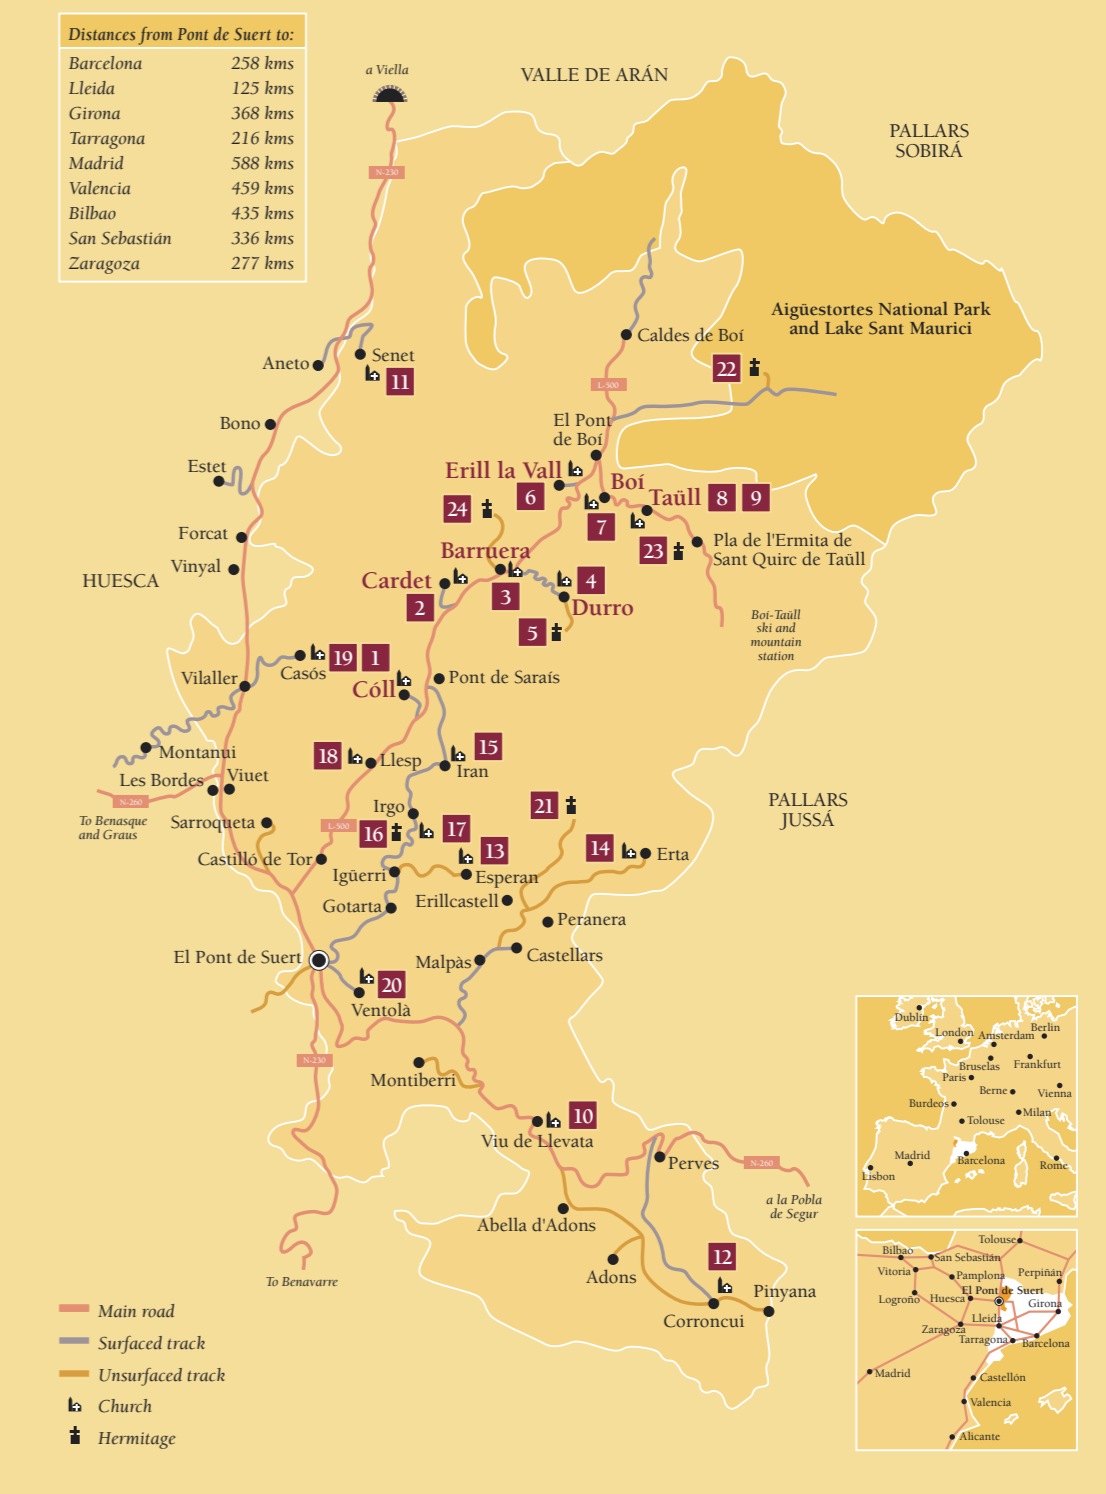 Distances from Pont de Suert to:
Barcelona 258 kms
Lleida 125 kms
Girona 368 kms
Tarragona 216 kms
Madrid 588 kms
Valencia 459 kms
Bilbao 435 kms
San Sebastián 336 kms
Zaragoza 277 kms
a Viella
VALLE DE ARÁN
PALLARS
SOBIRÁ
N-230
Aigüestortes National Park
and Lake Sant Maurici
Caldes de Boí
Aneto
Senet
11
22
L-500
Bono
El Pont
de Boí
Estet
Erill la Vall
6
Boí
7
Taüll
8 9
24
Forcat
Vinyal
HUESCA
Barruera
3
23
Pla de l'Ermita de
Sant Quirc de Taüll
Cardet
2
4
Durro
5
Boí-Taüll
ski and
mountain
station
19 1
Casós
Vilaller
Cóll
Pont de Saraís
Montanui
18
Llesp
15
Iran
Les Bordes
Viuet
N-260
To Benasque
and Graus
Sarroqueta
L-500
Irgo
16
17
21
PALLARS
JUSSÁ
13
14
Erta
Castilló de Tor
Igüerri
Esperan
Gotarta
Erillcastell
Peranera
El Pont de Suert
Malpàs
Castellars
20
Ventolà
N-230
Montiberri
10
Viu de Llevata
Perves
N-260
a la Pobla
de Segur
Abella d'Adons
Adons
12
Pinyana
Corroncui
To Benavarre
Main road
Surfaced track
Unsurfaced track
Church
Hermitage
Dublín
London
Amsterdam
Berlin
Bruselas
Frankfurt
Paris
Berne
Vienna
Burdeos
Milan
Tolouse
Madrid
Barcelona
Rome
Lisbon
Tolouse
Bilbao
San Sebastián
Vitoria
Pamplona
Perpiñán
El Pont de Suert
Logroño
Huesca
Girona
Lleida
Zaragoza
Tarragona
Barcelona
Madrid
Castellón
Valencia
Alicante